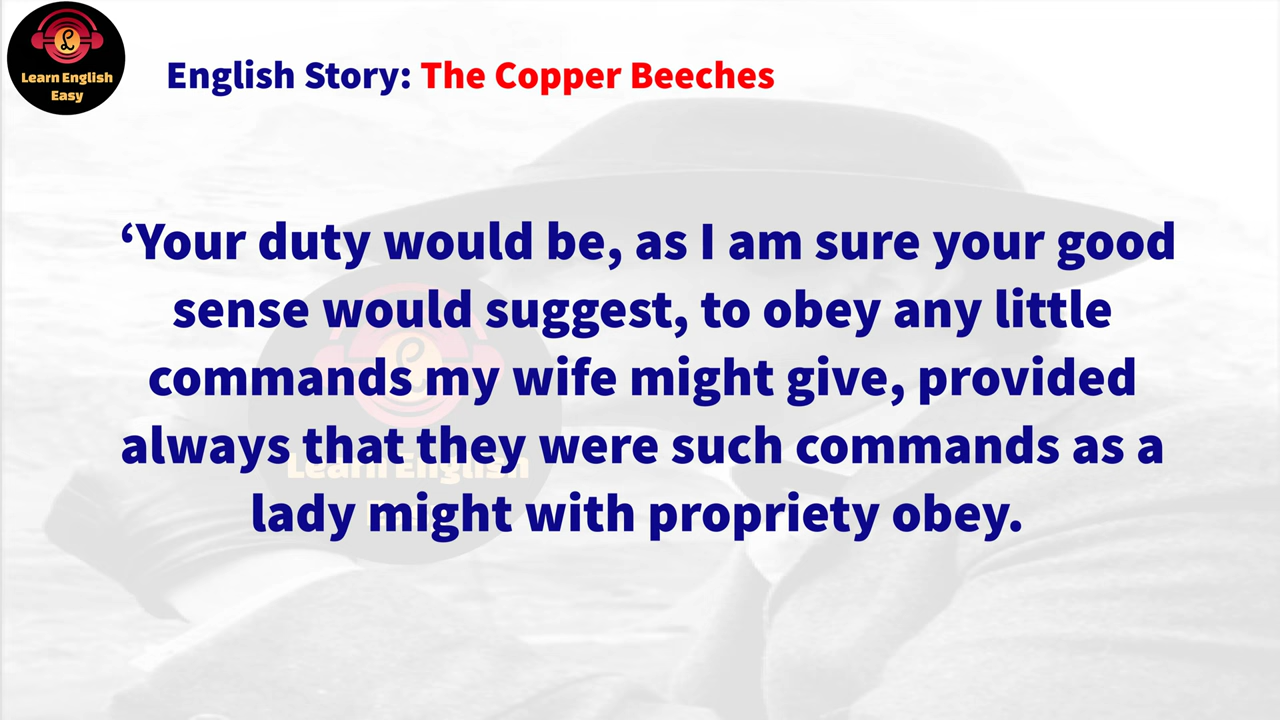 Learn English
Easy
English Story: The Copper Beeches
‘Your duty would be, as I am sure your good
sense would suggest, to obey any little
commands my wife might give, provided
always that they were such commands as a
lady might with propriety obey.
Learn English